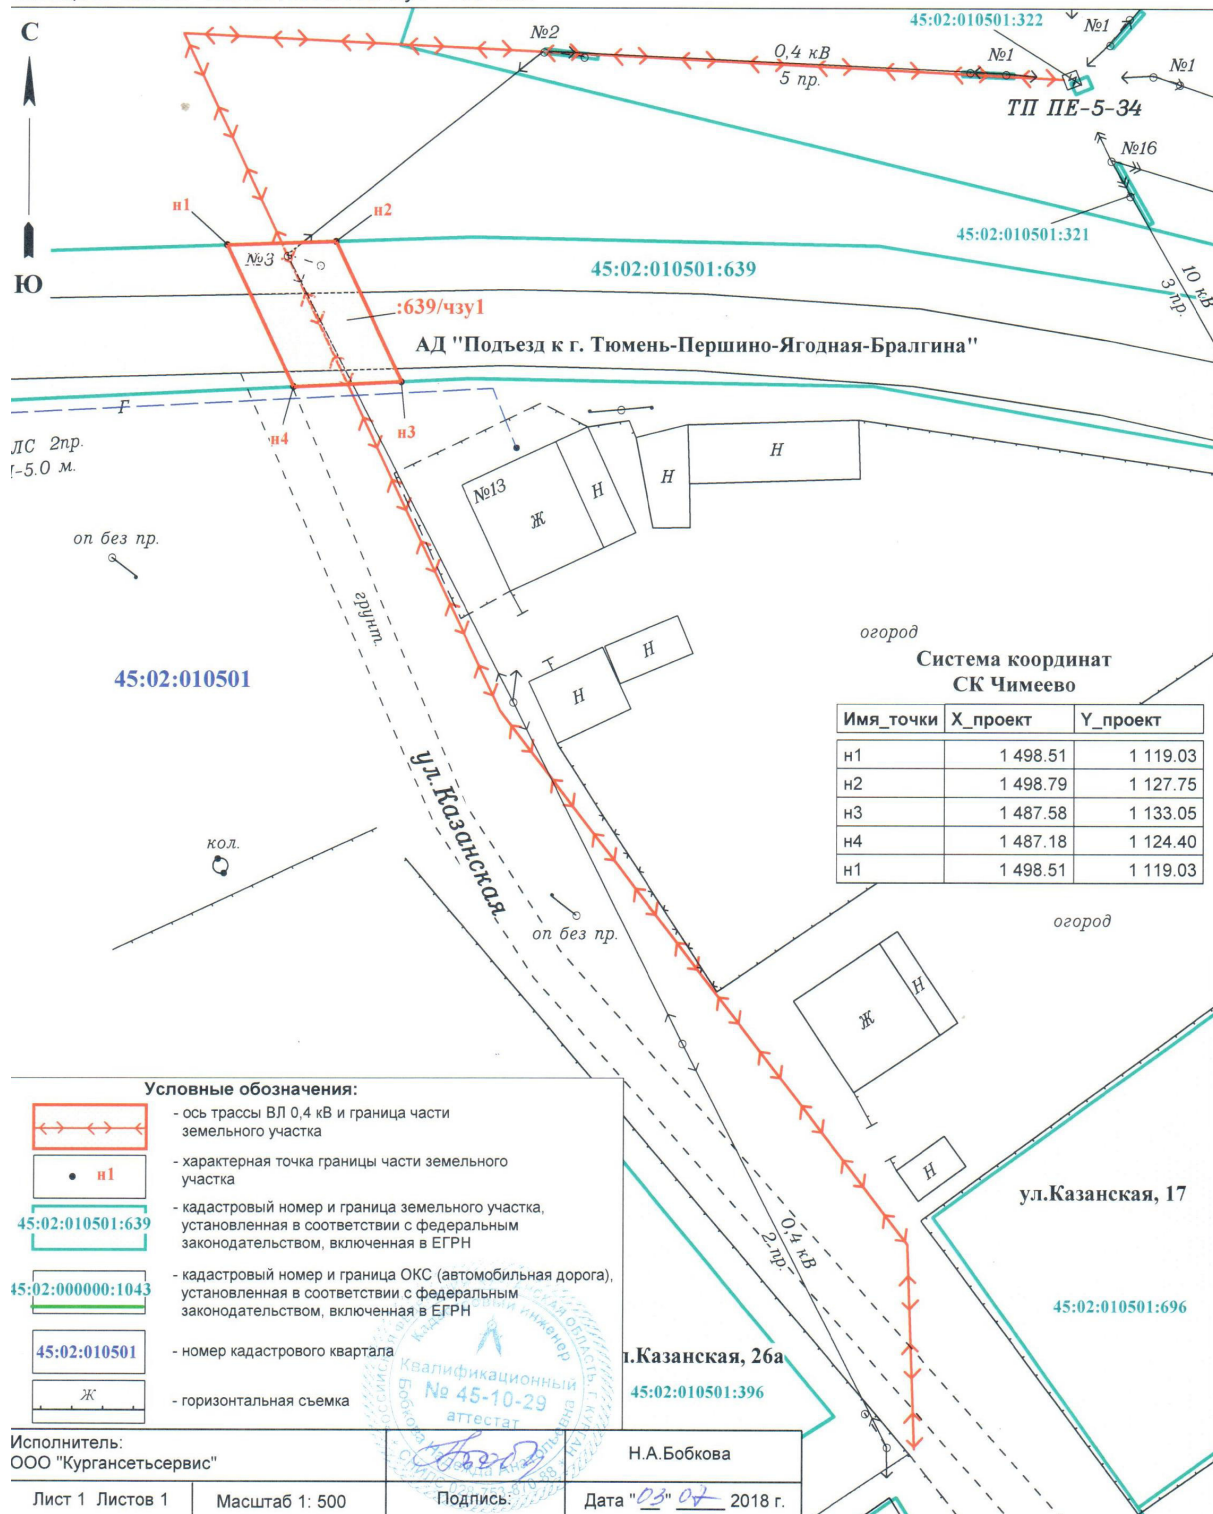 С
Ю
№2
0,4 кВ
5 пр.
45:02:010501:322
№1
№1
№1
ТП ПЕ-5-34
№16
45:02:010501:321
10 кВ
3 пр.
н1
н2
№3
45:02:010501:639
:639/чзу1
АД "Подъезд к г. Тюмень-Першино-Ягодная-Бралгина"
Г
н4
н3
ЛС 2пр.
-5.0 м.
№13
Ж
Н
Н
Н
оп без пр.
грунт.
Н
Н
огород
45:02:010501
ул.Казанская
Система координат
СК Чимеево
Имя_точки X_проект Y_проект
н1 1 498.51 1 119.03
н2 1 498.79 1 127.75
н3 1 487.58 1 133.05
н4 1 487.18 1 124.40
н1 1 498.51 1 119.03
кол.
оп без пр.
огород
Ж
Н
Н
ул.Казанская, 17
45:02:010501:696
0,4 кВ
2 пр.
л.Казанская, 26а
45:02:010501:396
Условные обозначения:
- ось трассы ВЛ 0,4 кВ и граница части
земельного участка
н1
- характерная точка границы части земельного
участка
45:02:010501:639
- кадастровый номер и граница земельного участка,
установленная в соответствии с федеральным
законодательством, включенная в ЕГРН
45:02:000000:1043
- кадастровый номер и граница ОКС (автомобильная дорога),
установленная в соответствии с федеральным
законодательством, включенная в ЕГРН
45:02:010501
- номер кадастрового квартала
Ж
- горизонтальная съемка
Кадастровый инженер
Квалификационный
№ 45-10-29
аттестат
Бобкова Надежда Анатольевна
Исполнитель:
ООО "Кургансетьсервис"
Н.А.Бобкова
Лист 1 Листов 1
Масштаб 1: 500
Подпись:
Дата "03" 07 2018 г.